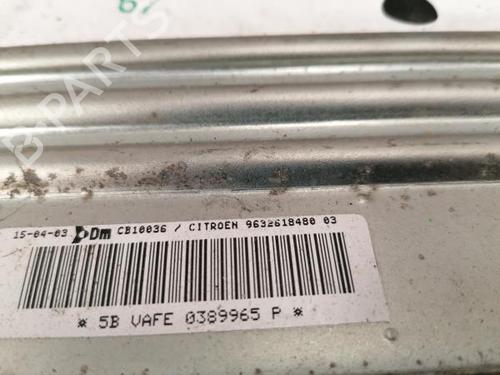 B-PARTS
15-04-03 Dm CB10036 / CITROEN 9632618480 03
* 5B VAFE 0389965 P *